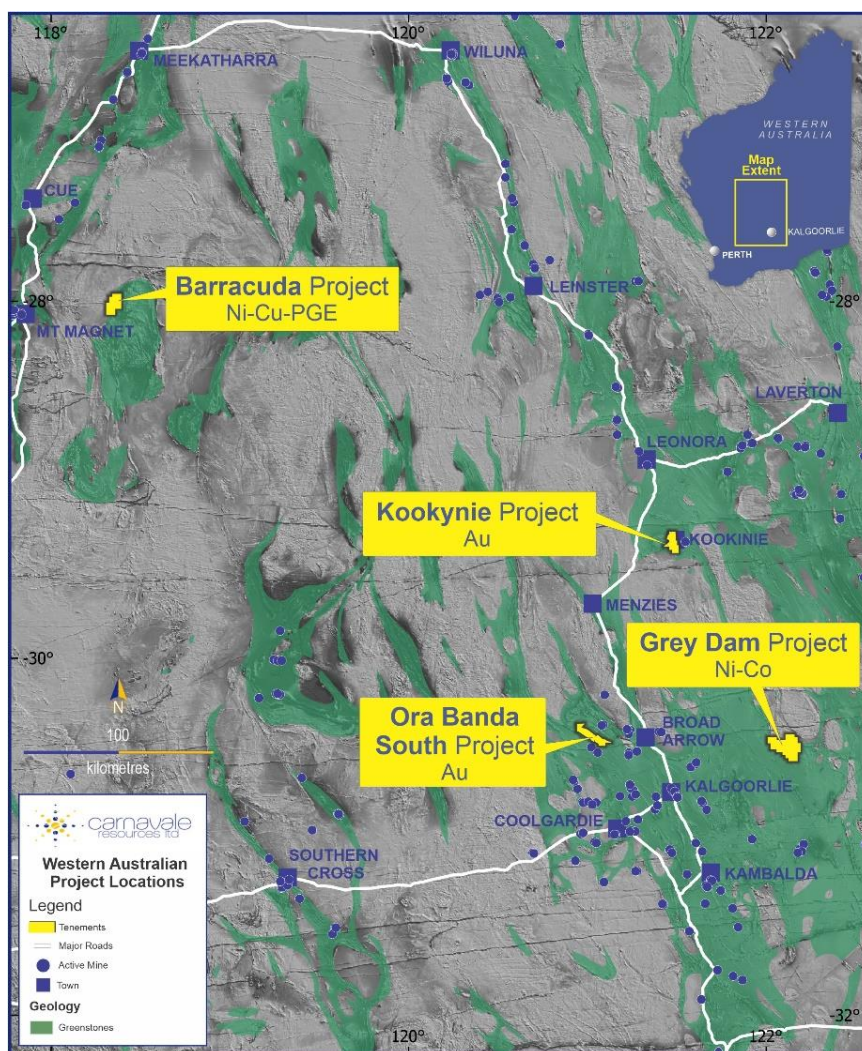 118°
120°
122°
MEEKATHARRA
WILUNA
WESTERN
AUSTRALIA
Map
Extent
KALGOORLIE
PERTH
CUE
Barracuda Project
Ni-Cu-PGE
LEINSTER
-28°
-28°
MT MAGNET
LAVERTON
LEONORA
Kookynie Project
Au
KOOKINIE
MENZIES
-30°
Grey Dam Project
Ni-Co
N
100
kilometres
Ora Banda
South Project
Au
BROAD
ARROW
KALGOORLIE
COOLGARDIE
SOUTHERN
CROSS
KAMBALDA
carnavale
resources ltd
Western Australian
Project Locations
Legend
Tenements
Major Roads
Active Mine
Town
Geology
Greenstones
120°
122°
-32°